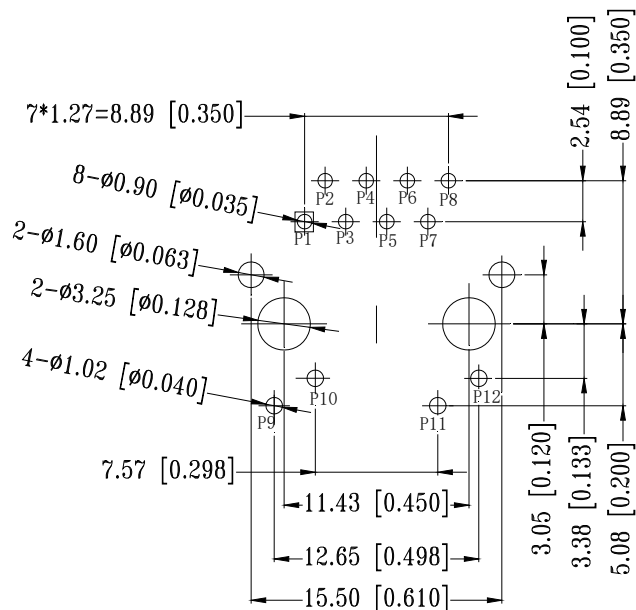 2.54 [0.100]
8.89 [0.350]
7*1.27=8.89 [0.350]
8-ø0.90 [ø0.035]
P2 P4 P6 P8
P1 P3 P5 P7
2-ø1.60 [ø0.063]
2-ø3.25 [ø0.128]
4-ø1.02 [ø0.040]
P10 P12
P9 P11
7.57 [0.298]
11.43 [0.450]
12.65 [0.498]
15.50 [0.610]
3.05 [0.120]
3.38 [0.133]
5.08 [0.200]